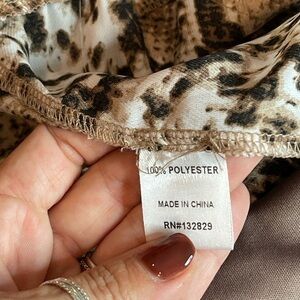 100% POLYESTER
MADE IN CHINA
RN#132829